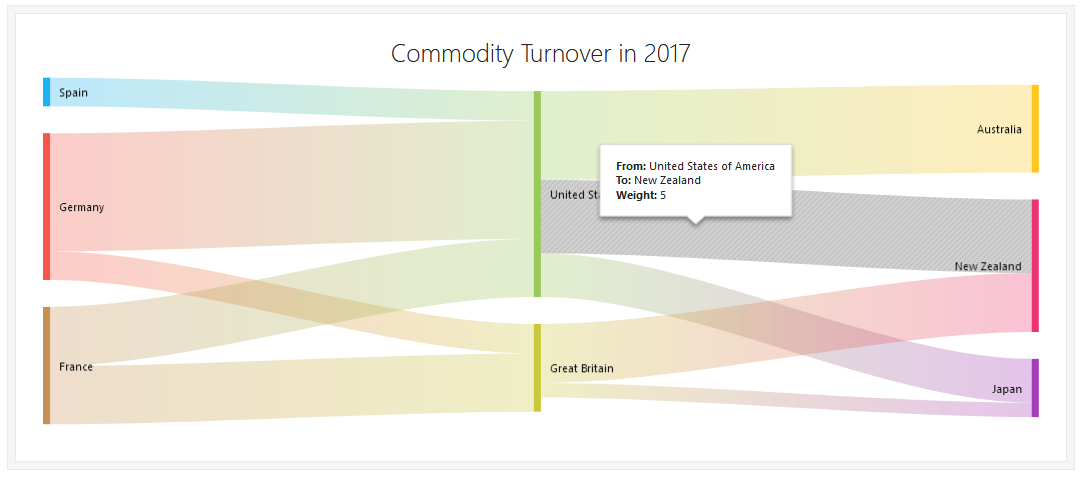 Commodity Turnover in 2017
Spain
Germany
France
United Sta
Great Britain
From: United States of America
To: New Zealand
Weight: 5
Australia
New Zealand
Japan